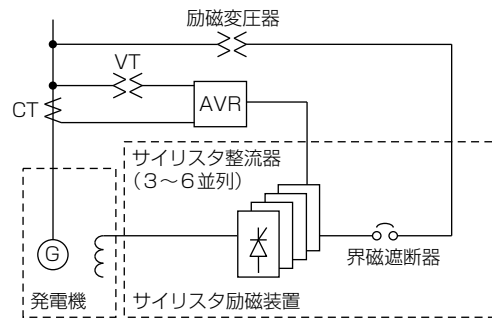 励磁変圧器
VT
AVR
CT
サイリスタ整流器
（3～6並列）
G
界磁遮断器
発電機
サイリスタ励磁装置